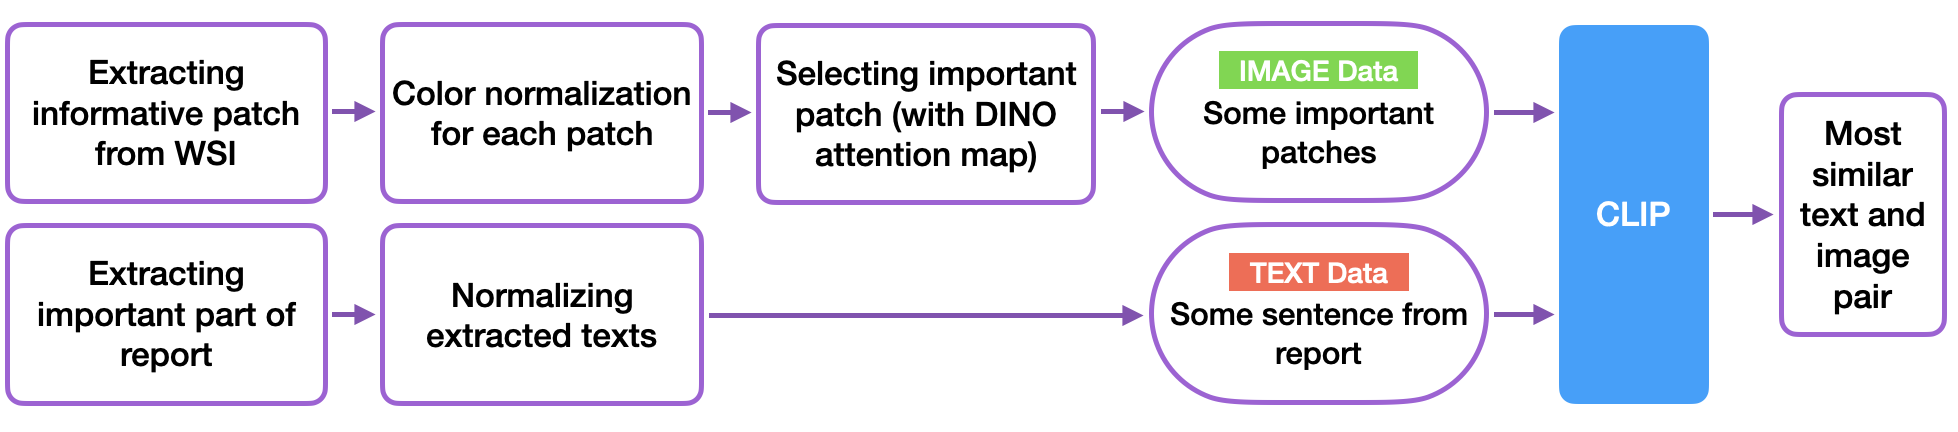 Extracting
informative patch
from WSI
Color normalization
for each patch
Selecting important
patch (with DINO
attention map)
IMAGE Data
Some important
patches
Extracting
important part of
report
Normalizing
extracted texts
TEXT Data
Some sentence from
report
CLIP
Most
similar
text and
image
pair